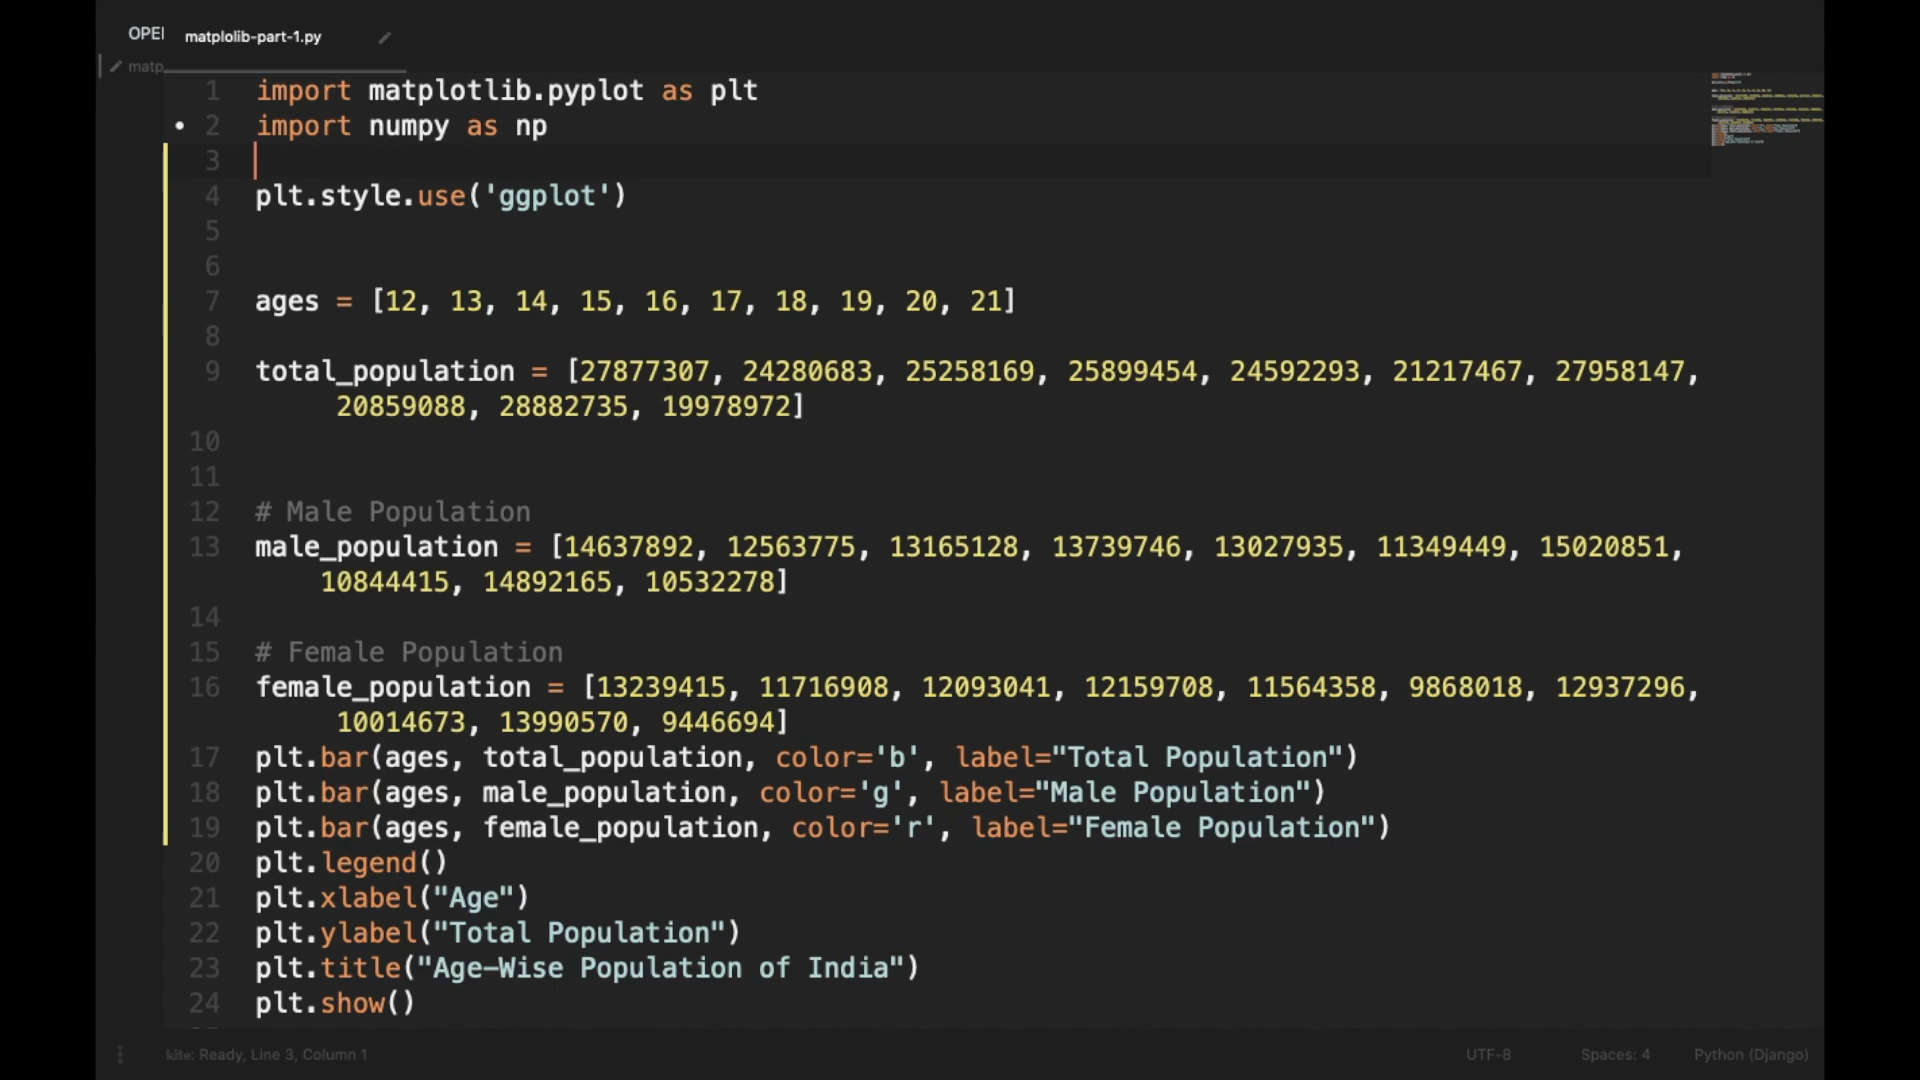 OPEI matplolib-part-1.py
matp
1 import matplotlib.pyplot as plt
2 import numpy as np
3
4 plt.style.use('ggplot')
5
6
7 ages = [12, 13, 14, 15, 16, 17, 18, 19, 20, 21]
8
9 total_population = [27877307, 24280683, 25258169, 25899454, 24592293, 21217467, 27958147,
20859088, 28882735, 19978972]
10
11
12 # Male Population
13 male_population = [14637892, 12563775, 13165128, 13739746, 13027935, 11349449, 15020851,
10844415, 14892165, 10532278]
14
15 # Female Population
16 female_population = [13239415, 11716908, 12093041, 12159708, 11564358, 9868018, 12937296,
10014673, 13990570, 9446694]
17 plt.bar(ages, total_population, color='b', label="Total Population")
18 plt.bar(ages, male_population, color='g', label="Male Population")
19 plt.bar(ages, female_population, color='r', label="Female Population")
20 plt.legend()
21 plt.xlabel("Age")
22 plt.ylabel("Total Population")
23 plt.title("Age-Wise Population of India")
24 plt.show()
kite: Ready, Line 3, Column 1 UTF-8 Spaces: 4 Python (Django)